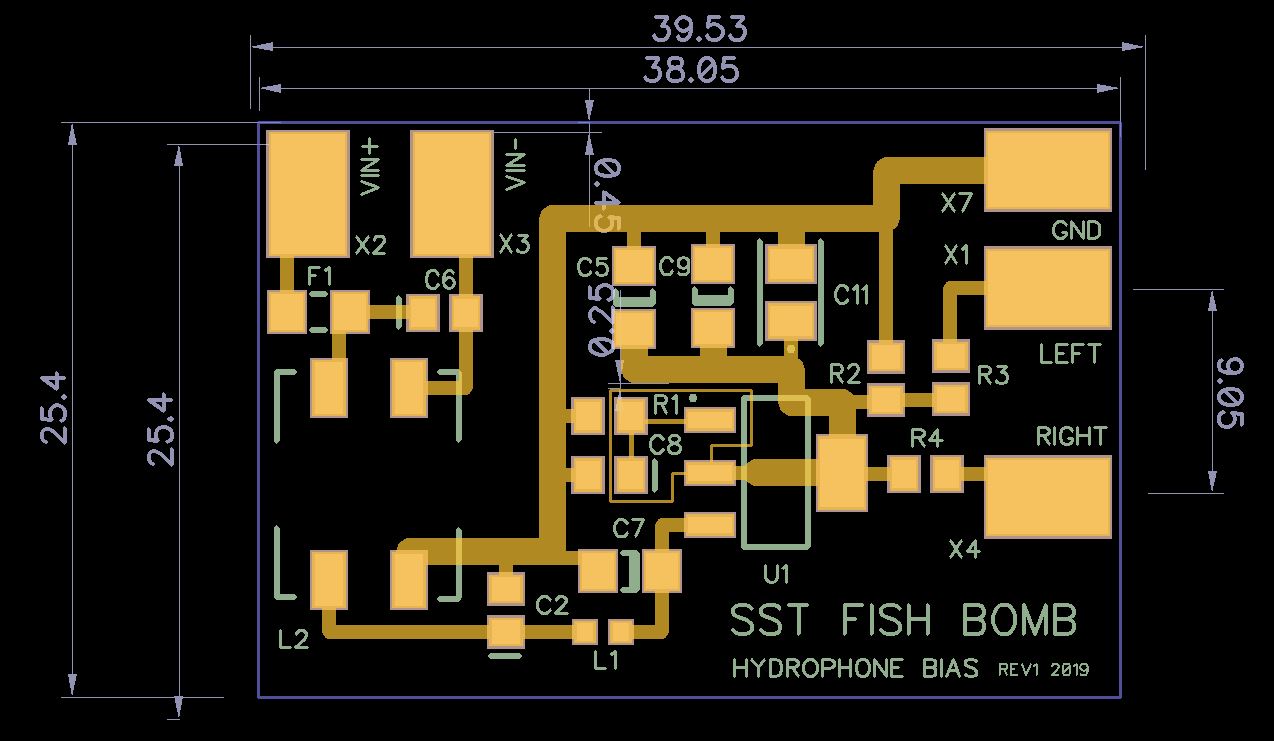 39.53
38.05
VIN+
VIN-
0.45
X7
GND
X2
X3
X1
F1
C6
C5
C9
C11
0.25
LEFT
R2
R3
9.05
25.4
25.4
R1
C8
R4
RIGHT
C7
X4
U1
C2
SST FISH BOMB
L2
L1
HYDROPHONE BIAS REV1 2019